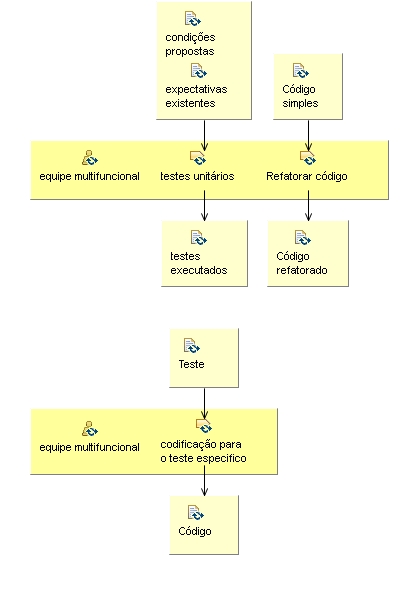 condições
propostas
expectativas
existentes
Código
simples
equipe multifuncional
testes unitários
Refatorar código
testes
executados
Código
refatorado
Teste
equipe multifuncional
codificação para
o teste especifico
Código